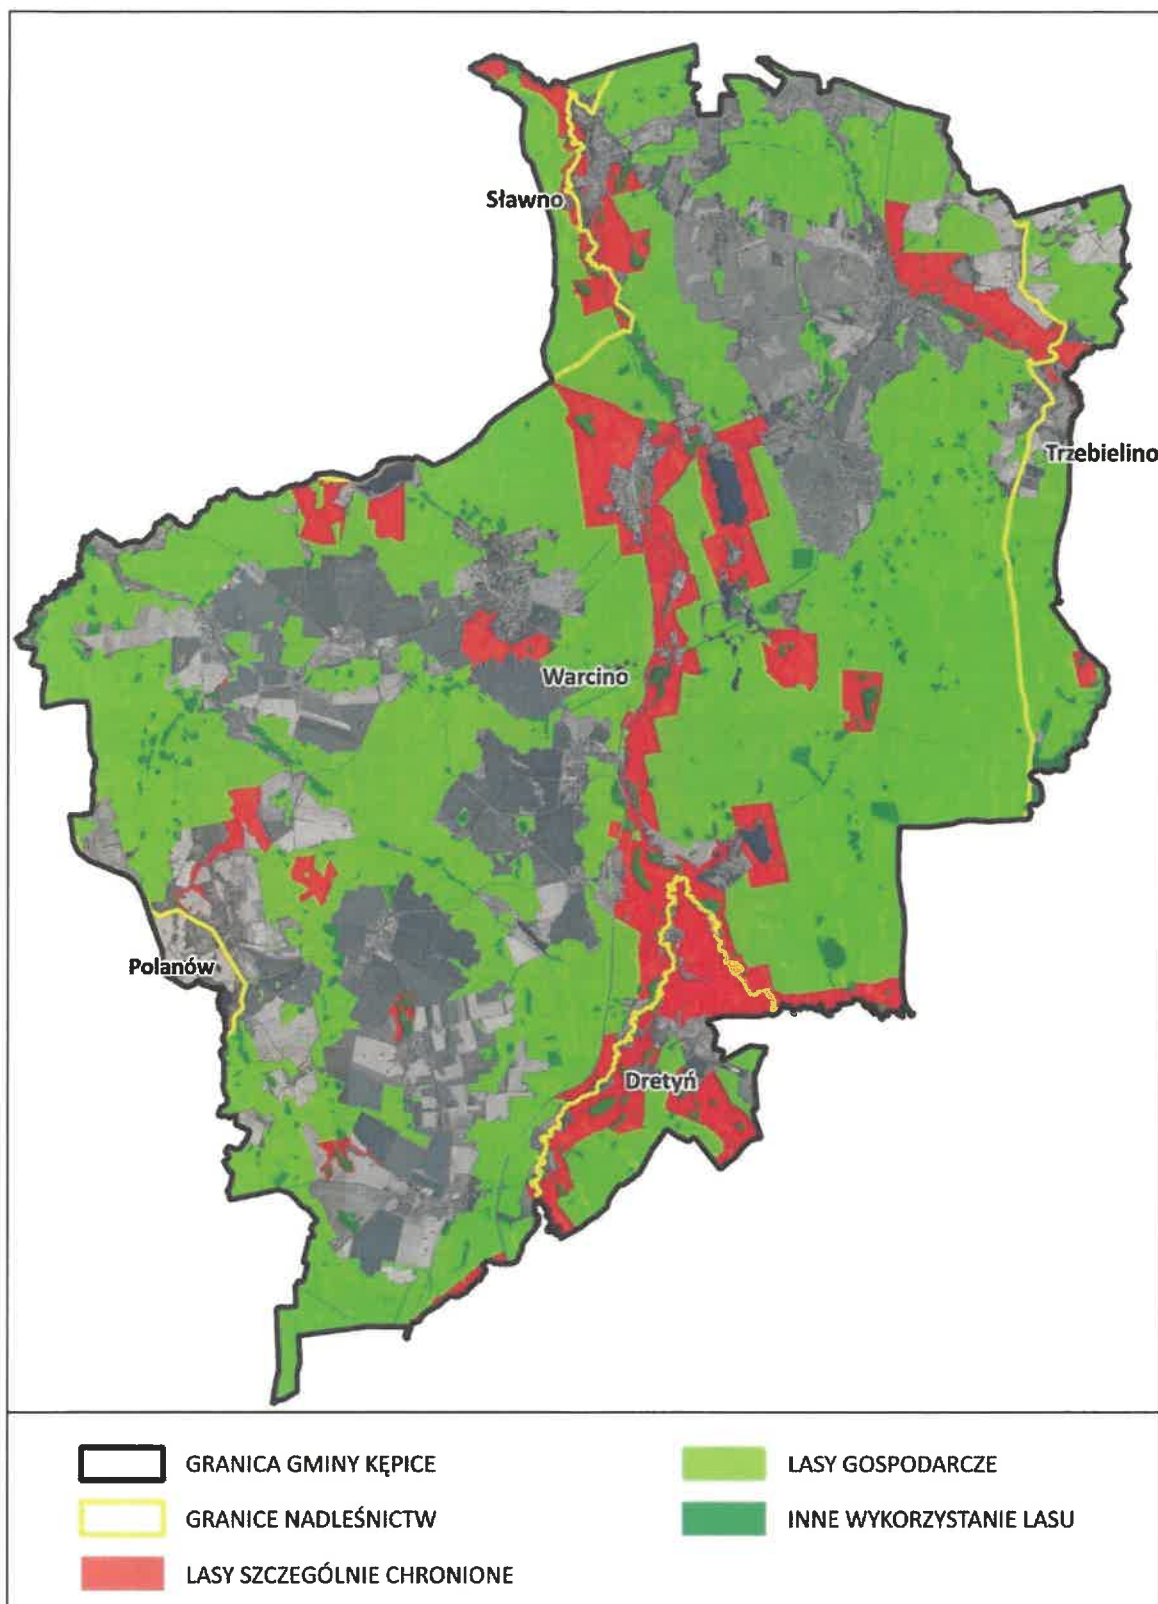 Sławno
Trzebielino
Warcino
Polanów
Dretyń
GRANICA GMINY KĘPICE
GRANICE NADLEŚNICTW
LASY SZCZEGÓLNIE CHRONIONE
LASY GOSPODARCZE
INNE WYKORZYSTANIE LASU